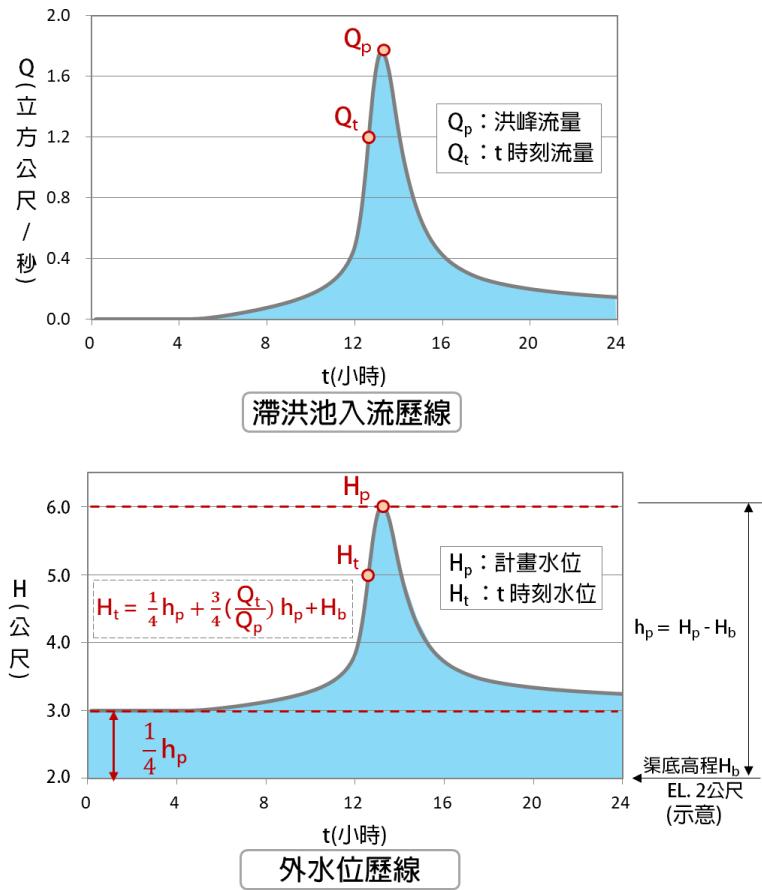 2.0
1.6
1.2
0.8
0.4
0.0
Q(立方公尺/秒)
Qp
Qt
Qp：洪峰流量
Qt：t 時刻流量
0 4 8 12 16 20 24
t(小時)
滯洪池入流歷線
6.0
5.0
4.0
3.0
2.0
H(公尺)
Hp
Ht
Hp：計畫水位
Ht：t 時刻水位
Ht = 1/4 hp + 3/4 (Qt/Qp) hp + Hb
1/4 hp
hp = Hp - Hb
渠底高程Hb
EL. 2公尺
(示意)
0 4 8 12 16 20 24
t(小時)
外水位歷線